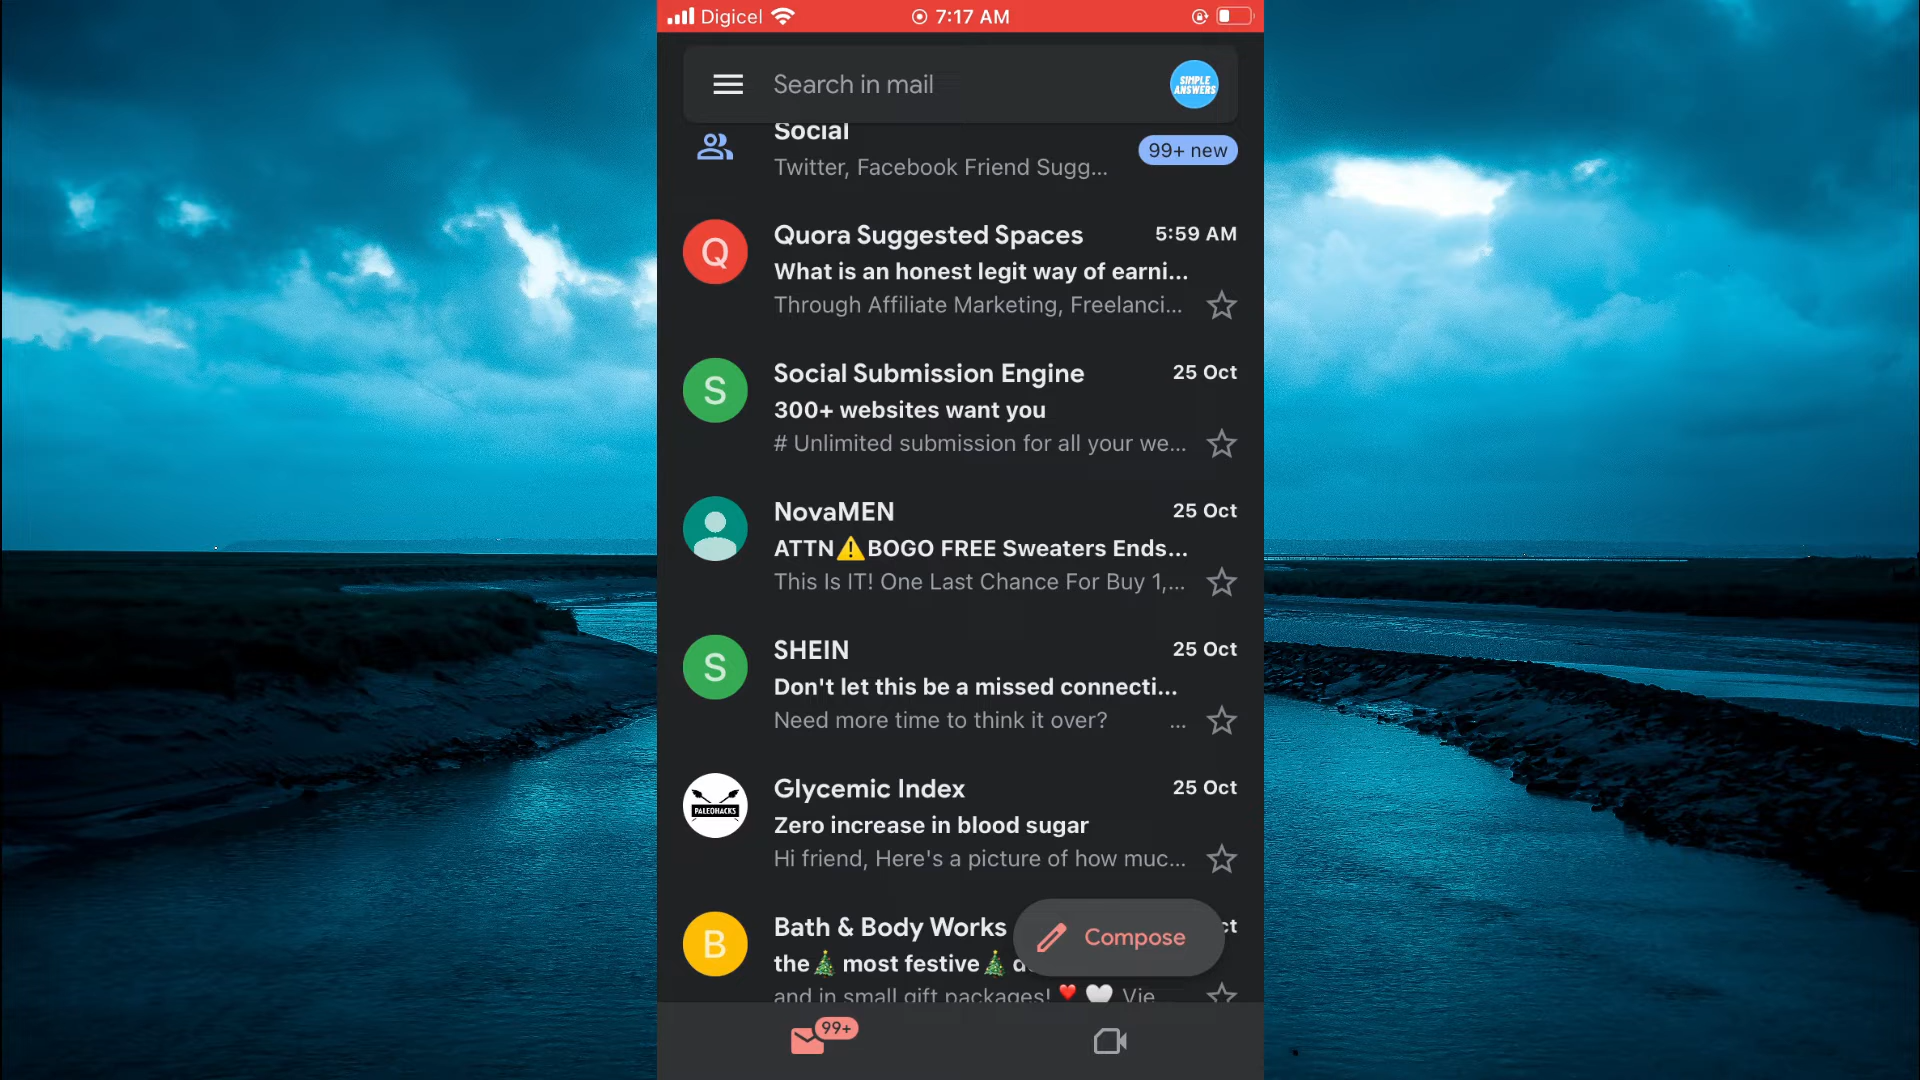 Digicel 7:17 AM
Search in mail
SIMPLE
ANSWERS
Social
99+ new
Twitter, Facebook Friend Sugg...
Q
Quora Suggested Spaces 5:59 AM
What is an honest legit way of earni...
Through Affiliate Marketing, Freelanci...
S
Social Submission Engine 25 Oct
300+ websites want you
# Unlimited submission for all your we...
NovaMEN 25 Oct
ATTN⚠️BOGO FREE Sweaters Ends...
This Is IT! One Last Chance For Buy 1,...
S
SHEIN 25 Oct
Don't let this be a missed connecti...
Need more time to think it over? ...
PALEOHACKS
Glycemic Index 25 Oct
Zero increase in blood sugar
Hi friend, Here's a picture of how muc...
B
Bath & Body Works ct
the🎄 most festive🎄 d
Compose
and in small gift packages! ❤️ 🤍 Vie
99+